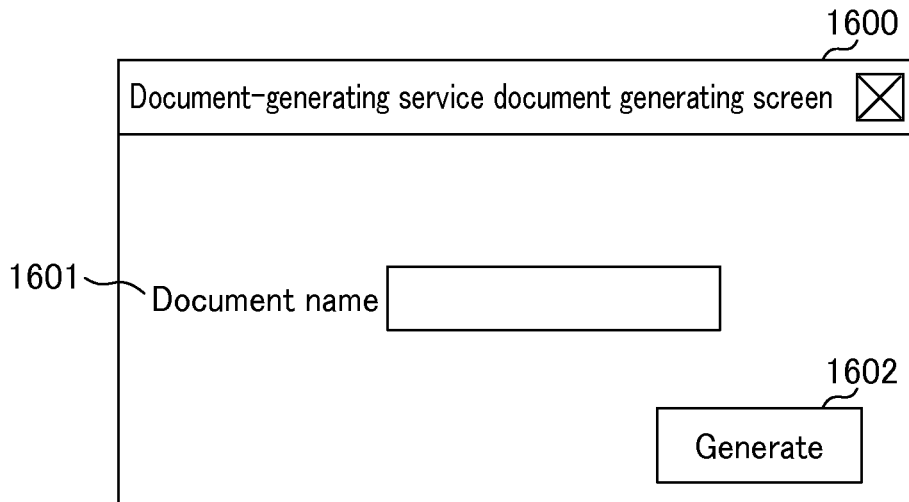 1600
Document-generating service document generating screen
1601
Document name
1602
Generate